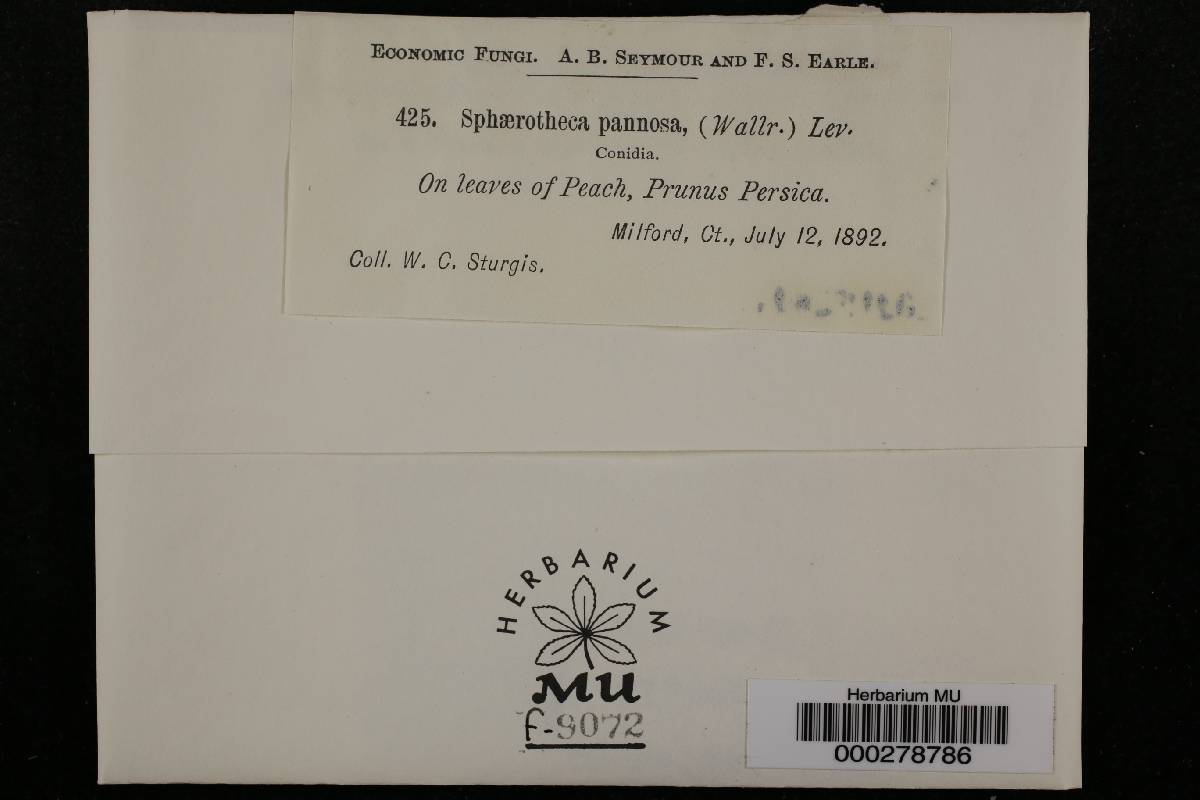 ECONOMIC FUNGI. A. B. SEYMOUR AND F. S. EARLE.
425. Sphærotheca pannosa, (Wallr.) Lev.
Conidia.
On leaves of Peach, Prunus Persica.
Milford, Ct., July 12, 1892.
Coll. W. C. Sturgis.
HERBARIUM
MU
F-9072
Herbarium MU
000278786